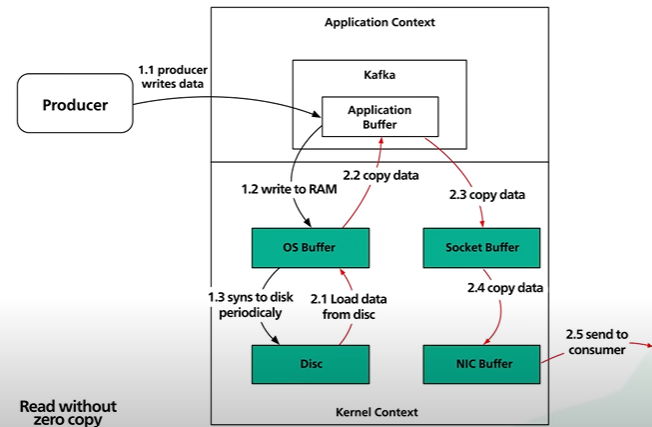 Application Context
Kafka
1.1 producer
writes data
Producer
Application
Buffer
2.2 copy data
1.2 write to RAM
2.3 copy data
OS Buffer
Socket Buffer
1.3 syns to disk
periodicaly
2.1 Load data
from disc
2.4 copy data
2.5 send to
consumer
Disc
NIC Buffer
Read without
zero copy
Kernel Context